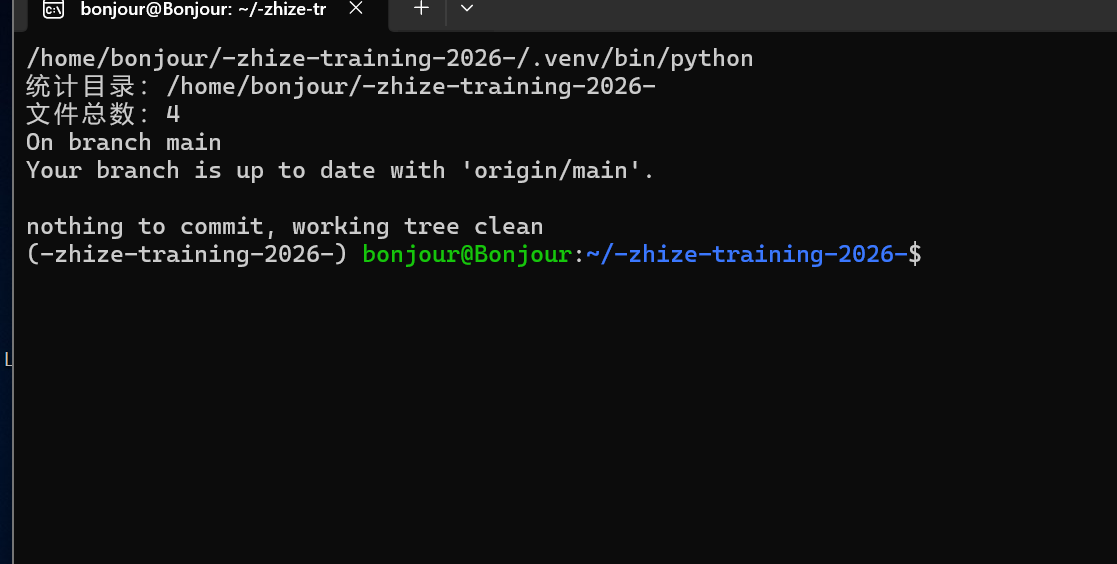 bonjour@Bonjour: ~/-zhize-tr
/home/bonjour/-zhize-training-2026-/.venv/bin/python
统计目录: /home/bonjour/-zhize-training-2026-
文件总数: 4
On branch main
Your branch is up to date with 'origin/main'.
nothing to commit, working tree clean
(-zhize-training-2026-) bonjour@Bonjour:~/-zhize-training-2026-$